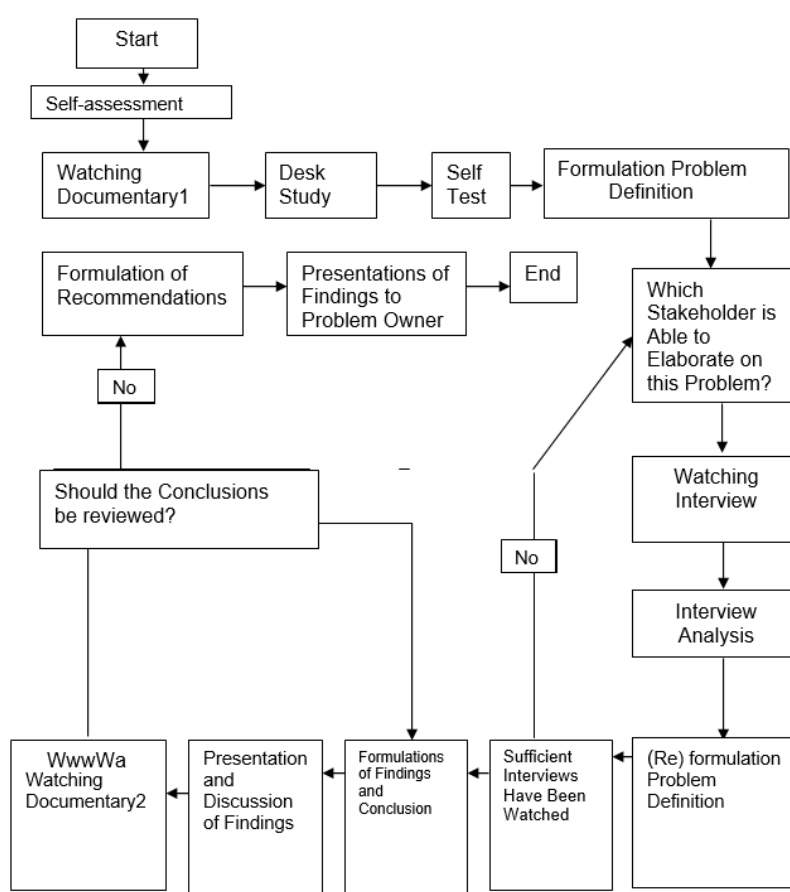 Start
Self-assessment
Watching
Documentary1
Desk
Study
Self
Test
Formulation Problem
Definition
Formulation of
Recommendations
Presentations of
Findings to
Problem Owner
End
Which
Stakeholder is
Able to
Elaborate on
this Problem?
No
Should the Conclusions
be reviewed?
Watching
Interview
No
Interview
Analysis
WwwWa
Watching
Documentary2
Presentation
and
Discussion
of Findings
Formulations
of Findings
and
Conclusion
Sufficient
Interviews
Have Been
Watched
(Re) formulation
Problem
Definition